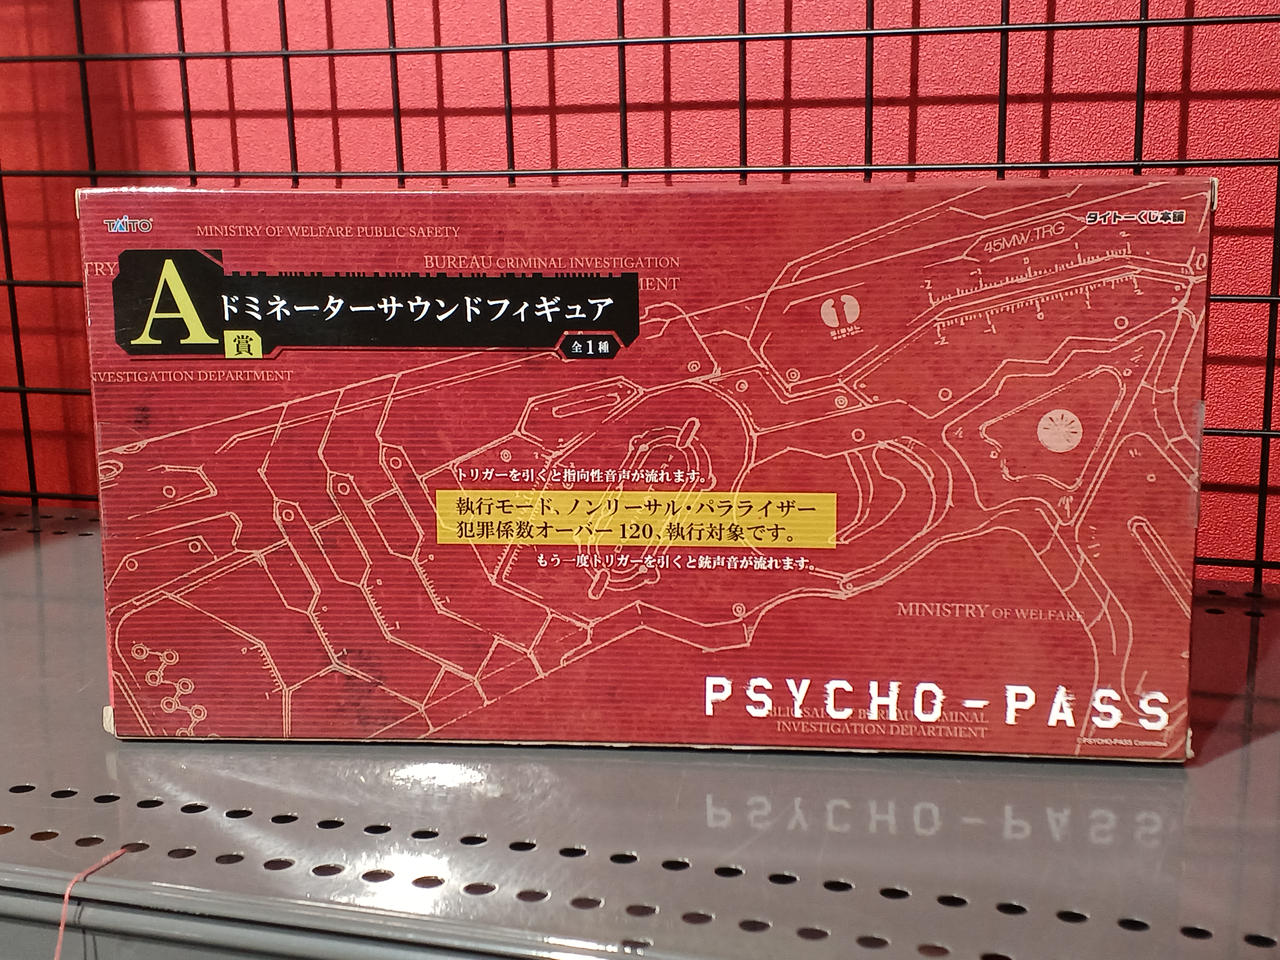 TAITO
タイトーくじ本舗
MINISTRY OF WELFARE PUBLIC SAFETY
45MW.TRG
BUREAU CRIMINAL INVESTIGATION
A賞
ドミネーターサウンドフィギュア
全1種
SIBYL
INVESTIGATION DEPARTMENT
トリガーを引くと指向性音声が流れます。
執行モード、ノンリーサル・パラライザー
犯罪係数オーバー120、執行対象です。
もう一度トリガーを引くと銃声音が流れます。
MINISTRY OF WELFARE
PSYCHO-PASS
INVESTIGATION DEPARTMENT
©PSYCHO-PASS Committee